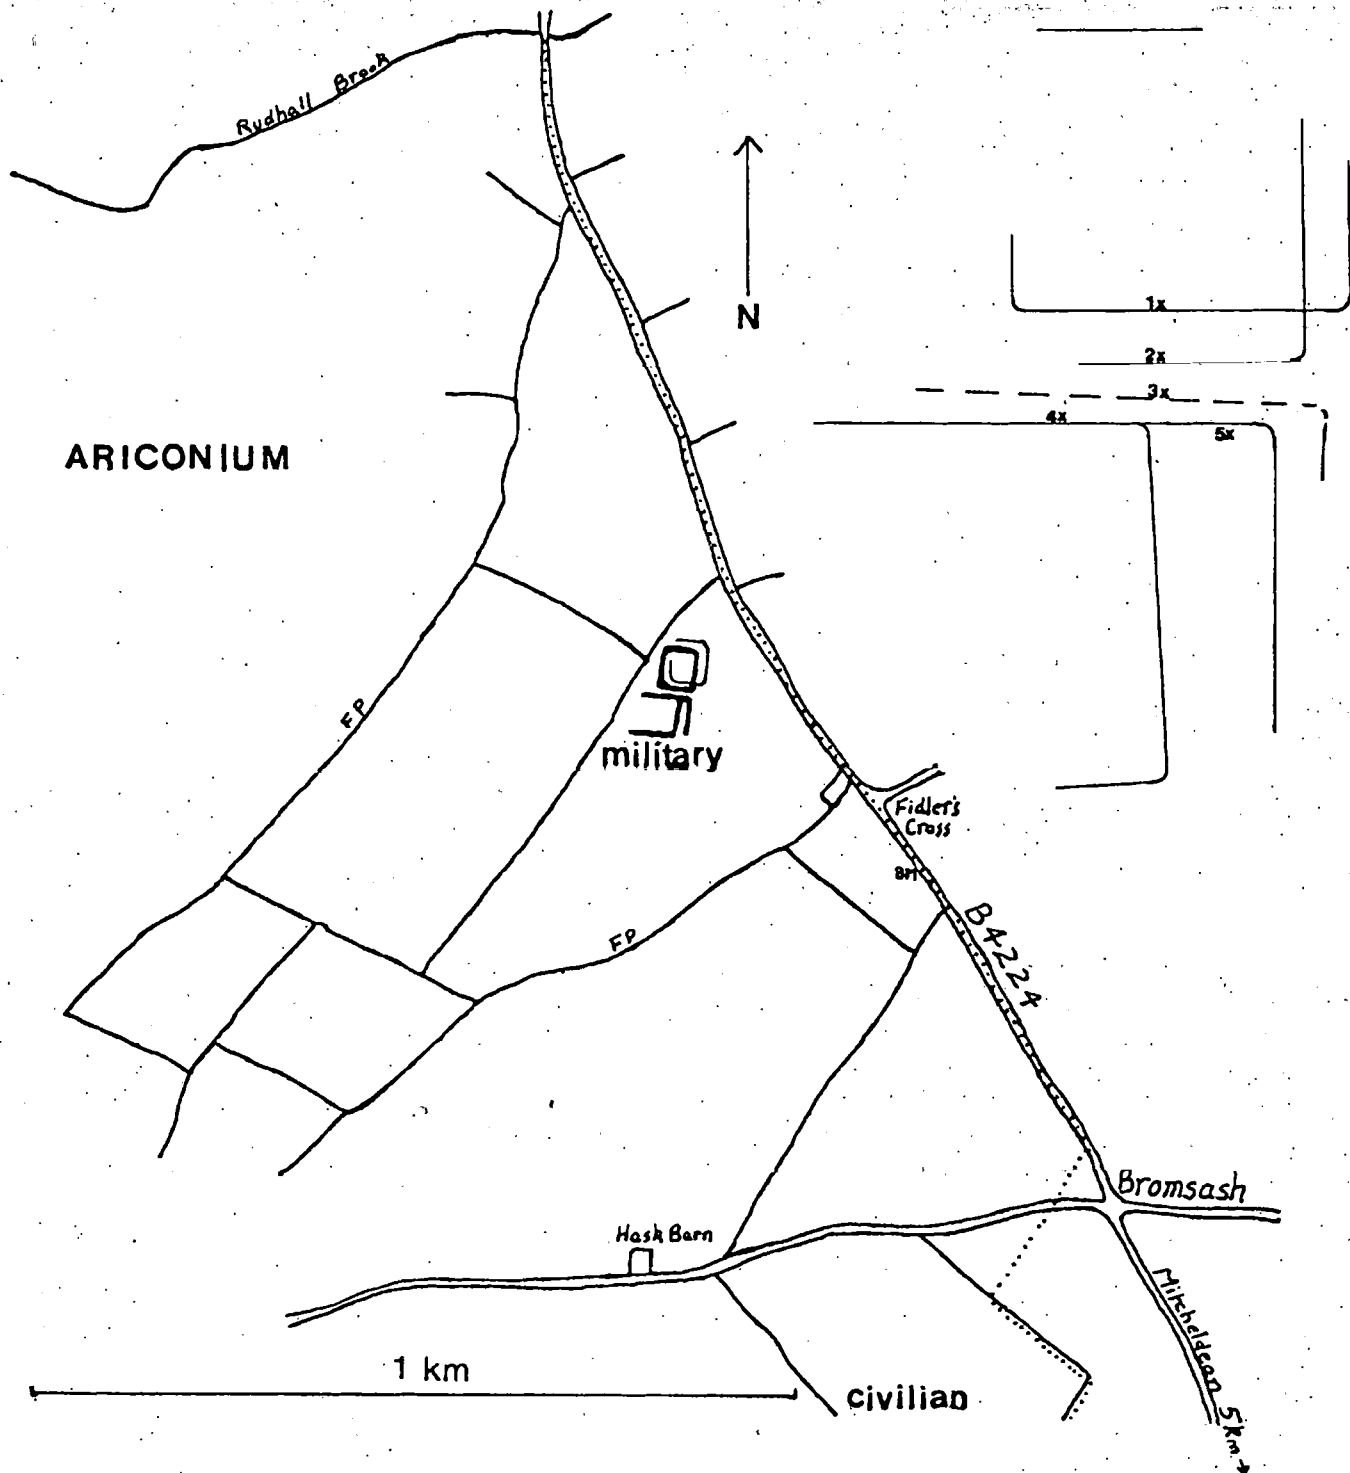 Rudhall Brook
N
1x
2x
3x
4x
5x
ARICONIUM
FP
military
Fidler's
Cross
BM
B4224
FP
Bromsash
Hask Barn
Mitcheldean 5km
1 km
civilian